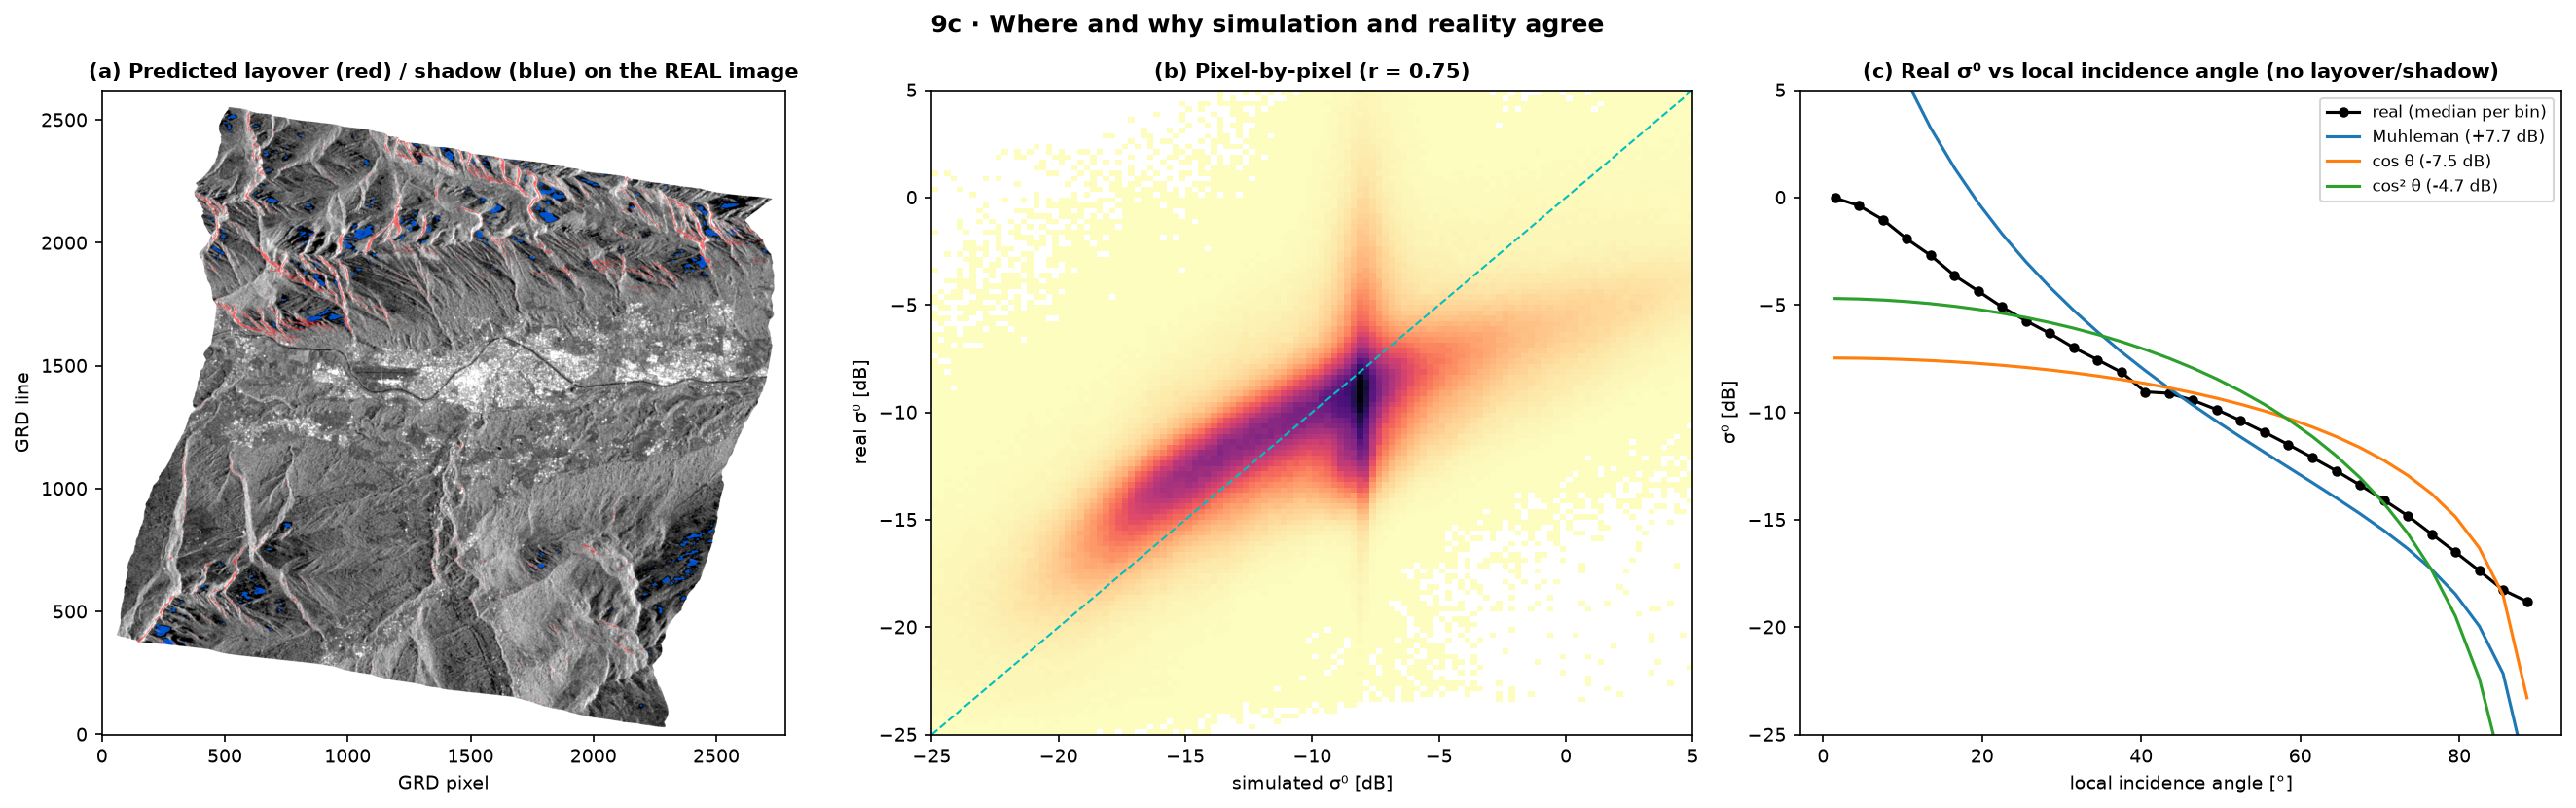 9c · Where and why simulation and reality agree
(a) Predicted layover (red) / shadow (blue) on the REAL image
2500
2000
1500
1000
500
0
GRD line
0 500 1000 1500 2000 2500
GRD pixel
(b) Pixel-by-pixel (r = 0.75)
5
0
−5
−10
−15
−20
−25
real σ⁰ [dB]
−25 −20 −15 −10 −5 0 5
simulated σ⁰ [dB]
(c) Real σ⁰ vs local incidence angle (no layover/shadow)
real (median per bin)
Muhleman (+7.7 dB)
cos θ (-7.5 dB)
cos² θ (-4.7 dB)
5
0
−5
−10
−15
−20
−25
σ⁰ [dB]
0 20 40 60 80
local incidence angle [°]